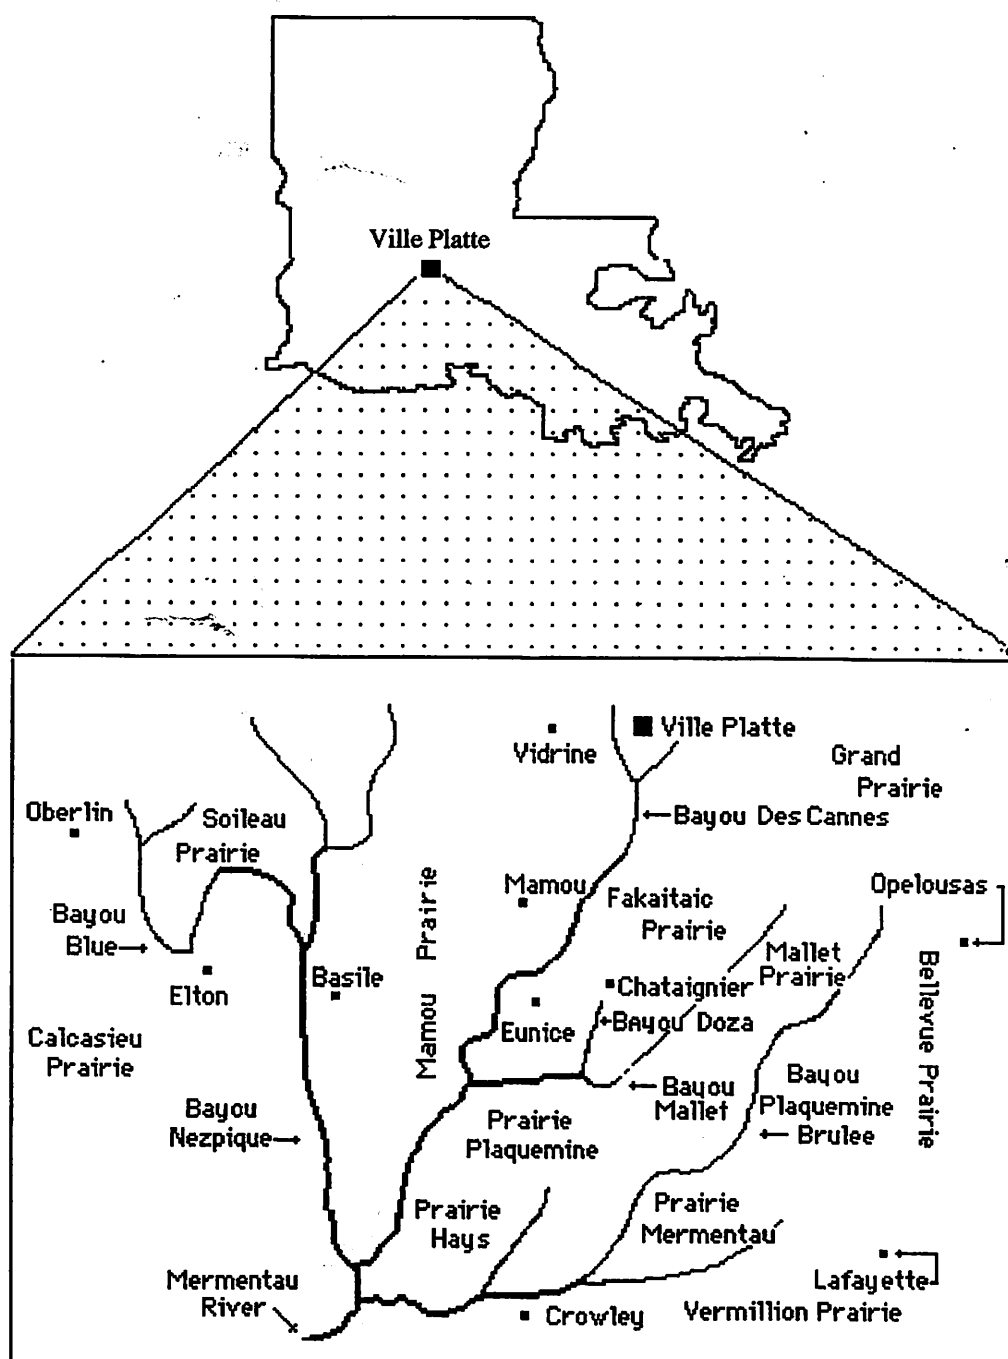 Ville Platte
Ville Platte
Vidrine
Grand
Prairie
Oberlin
Soileau
Prairie
Bayou Des Cannes
Mamou
Fakaitaic
Prairie
Opelousas
Bayou
Blue
Mamou Prairie
Mallet
Prairie
Bellevue Prairie
Elton
Basile
Chataignier
Eunice
Bayou Doza
Calcasieu
Prairie
Bayou
Mallet
Bayou
Plaquemine
Brulee
Bayou
Nezpique
Prairie
Plaquemine
Prairie
Hays
Prairie
Mermentau
Mermentau
River
Lafayette
Crowley
Vermillion Prairie